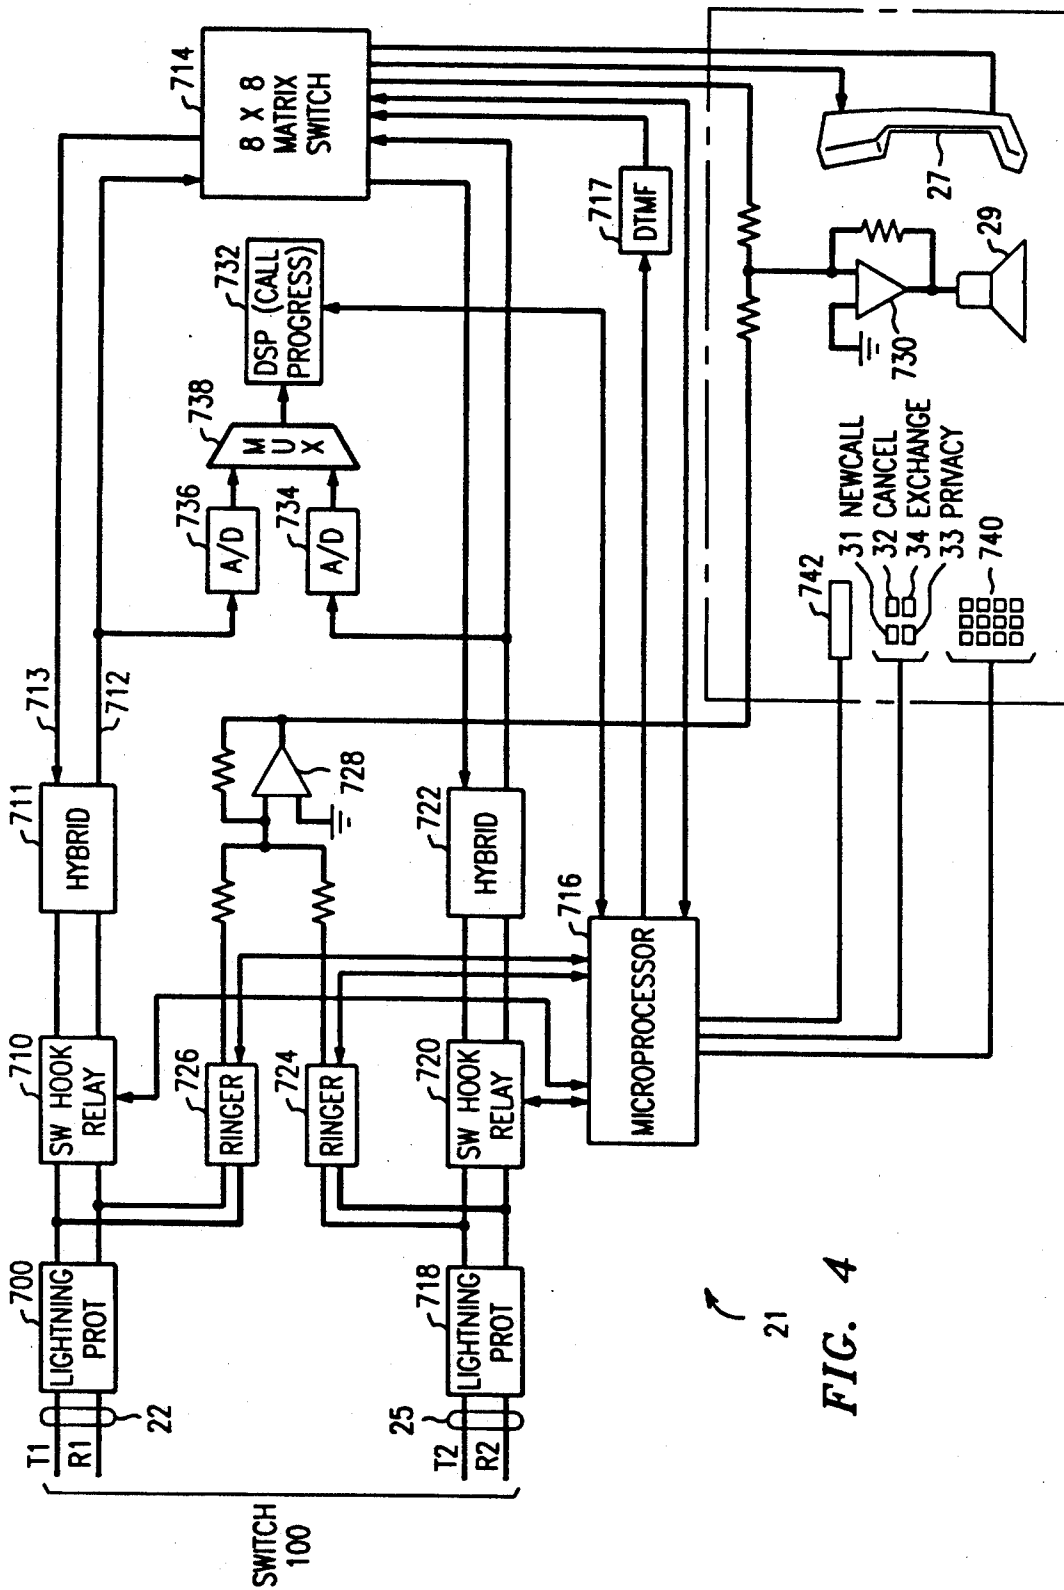 SWITCH
100
T1
R1
22
T2
R2
25
700
LIGHTNING
PROT
718
LIGHTNING
PROT
710
SW HOOK
RELAY
726
RINGER
724
RINGER
720
SW HOOK
RELAY
711
HYBRID
713
712
728
722
HYBRID
716
MICROPROCESSOR
736
A/D
734
A/D
738
MUX
732
DSP (CALL
PROGRESS)
714
8 X 8
MATRIX
SWITCH
717
DTMF
742
31 NEWCALL
32 CANCEL
34 EXCHANGE
33 PRIVACY
740
730
29
27
21
FIG. 4